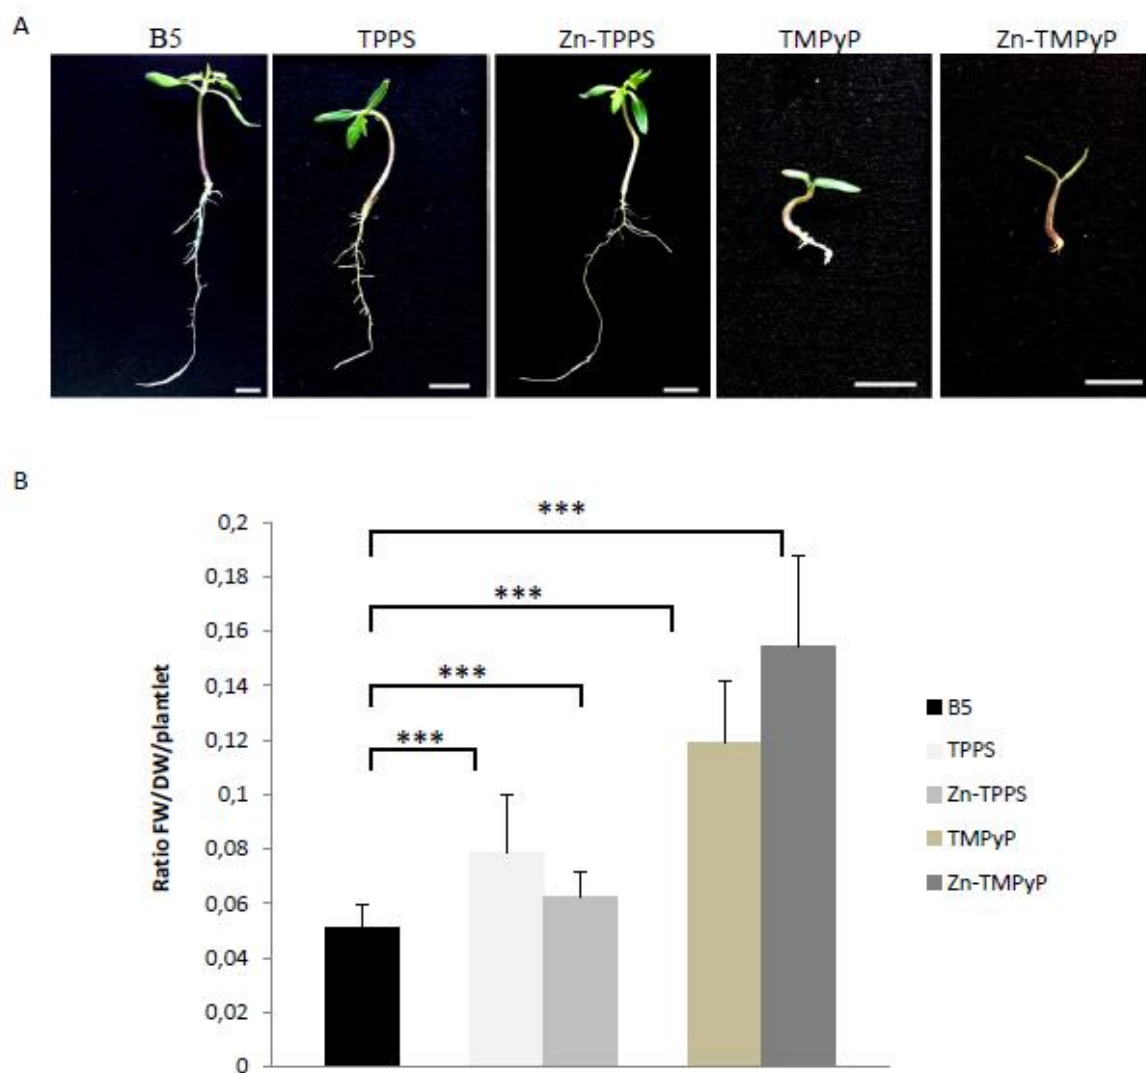 A
B5 TPPS Zn-TPPS TMPyP Zn-TMPyP
B
Ratio FW/DW/plantlet
0,2
0,18
0,16
0,14
0,12
0,1
0,08
0,06
0,04
0,02
0
***
***
***
***
B5
TPPS
Zn-TPPS
TMPyP
Zn-TMPyP